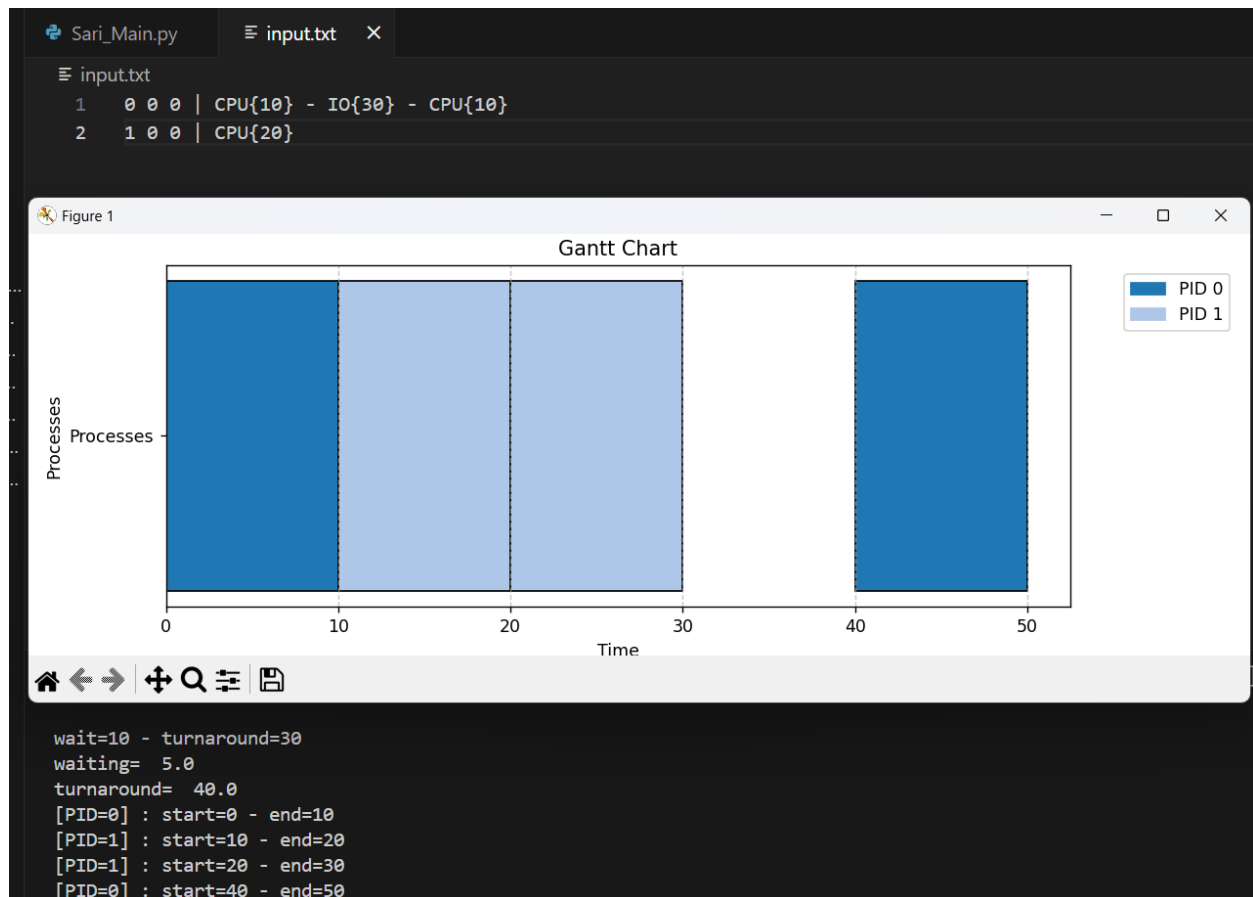 Sari_Main.py input.txt
input.txt
1 0 0 0 | CPU{10} - IO{30} - CPU{10}
2 1 0 0 | CPU{20}
Figure 1
Gantt Chart
PID 0
PID 1
Processes
Processes
0 10 20 30 40 50
Time
wait=10 - turnaround=30
waiting=  5.0
turnaround=  40.0
[PID=0] : start=0 - end=10
[PID=1] : start=10 - end=20
[PID=1] : start=20 - end=30
[PID=0] : start=40 - end=50